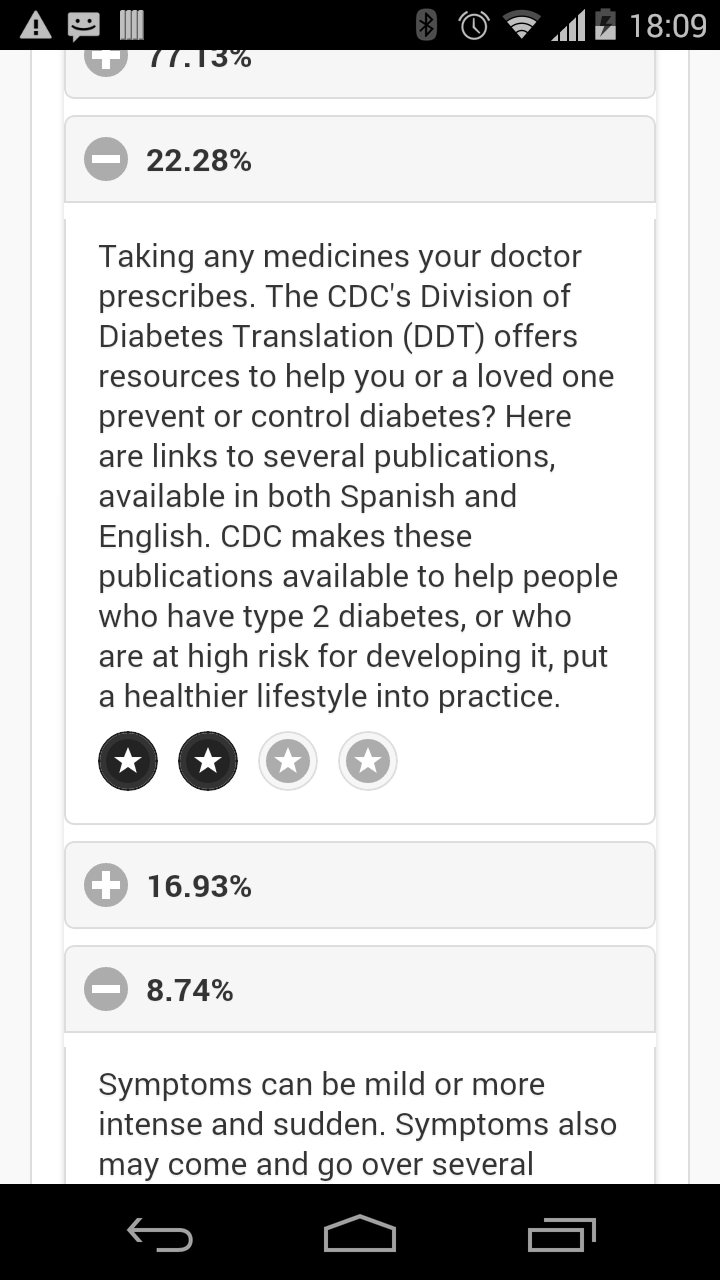 18:09
77.13%
22.28%
Taking any medicines your doctor
prescribes. The CDC's Division of
Diabetes Translation (DDT) offers
resources to help you or a loved one
prevent or control diabetes? Here
are links to several publications,
available in both Spanish and
English. CDC makes these
publications available to help people
who have type 2 diabetes, or who
are at high risk for developing it, put
a healthier lifestyle into practice.
16.93%
8.74%
Symptoms can be mild or more
intense and sudden. Symptoms also
may come and go over several